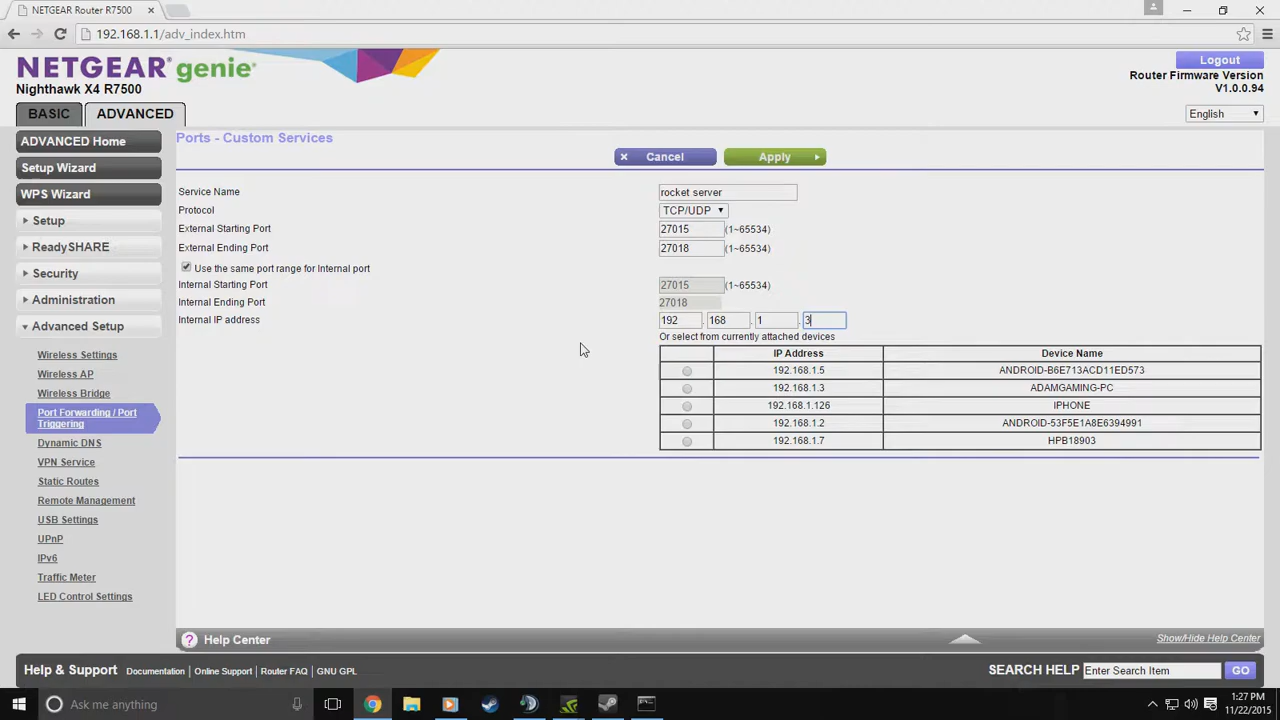 NETGEAR Router R7500
192.168.1.1/adv_index.htm
NETGEAR® genie®
Nighthawk X4 R7500
Logout
Router Firmware Version
V1.0.0.94
BASIC
ADVANCED
English
ADVANCED Home
Setup Wizard
WPS Wizard
Setup
ReadySHARE
Security
Administration
Advanced Setup
Wireless Settings
Wireless AP
Wireless Bridge
Port Forwarding / Port
Triggering
Dynamic DNS
VPN Service
Static Routes
Remote Management
USB Settings
UPnP
IPv6
Traffic Meter
LED Control Settings
Ports - Custom Services
Cancel
Apply
Service Name rocket server
Protocol TCP/UDP
External Starting Port 27015 (1~65534)
External Ending Port 27018 (1~65534)
Use the same port range for Internal port
Internal Starting Port 27015 (1~65534)
Internal Ending Port 27018
Internal IP address 192 . 168 . 1 . 3
Or select from currently attached devices
IP Address Device Name
192.168.1.5 ANDROID-B6E713ACD11ED573
192.168.1.3 ADAMGAMING-PC
192.168.1.126 IPHONE
192.168.1.2 ANDROID-53F5E1A8E6394991
192.168.1.7 HPB18903
? Help Center
Show/Hide Help Center
Help & Support Documentation | Online Support | Router FAQ | GNU GPL
SEARCH HELP Enter Search Item GO
Ask me anything
1:27 PM
11/22/2015